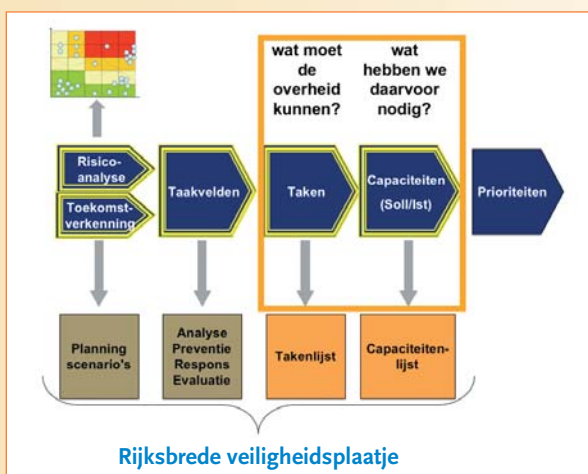 wat moet
de
overheid
kunnen?
wat
hebben we
daarvoor
nodig?
Risico-
analyse
Toekomst-
verkenning
Taakvelden
Taken
Capaciteiten
(Soll/Ist)
Prioriteiten
Planning
scenario's
Analyse
Preventie
Respons
Evaluatie
Takenlijst
Capaciteiten-
lijst
Rijksbrede veiligheidsplaatje